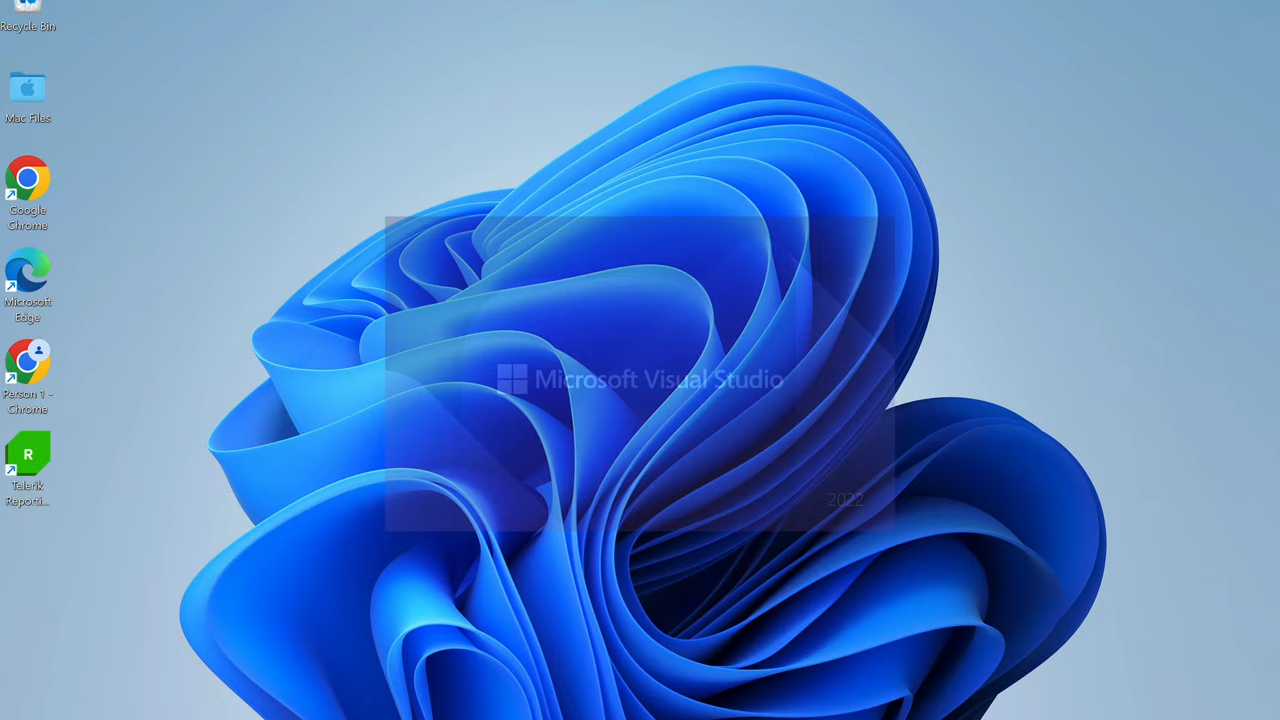 Recycle Bin
Mac Files
Google
Chrome
Microsoft
Edge
Person 1 -
Chrome
R
Telerik
Reporti...
Microsoft Visual Studio
2022